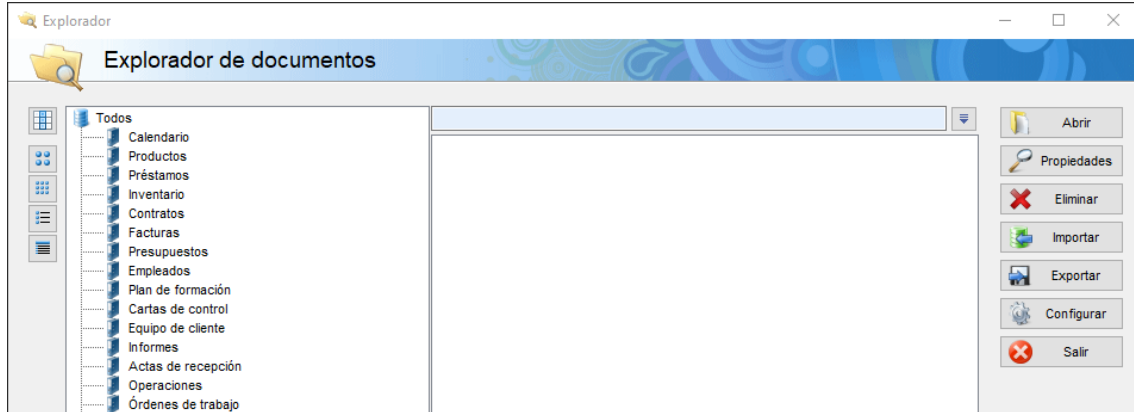 Explorador
Explorador de documentos
Todos
Calendario
Productos
Préstamos
Inventario
Contratos
Facturas
Presupuestos
Empleados
Plan de formación
Cartas de control
Equipo de cliente
Informes
Actas de recepción
Operaciones
Órdenes de trabajo
Abrir
Propiedades
Eliminar
Importar
Exportar
Configurar
Salir